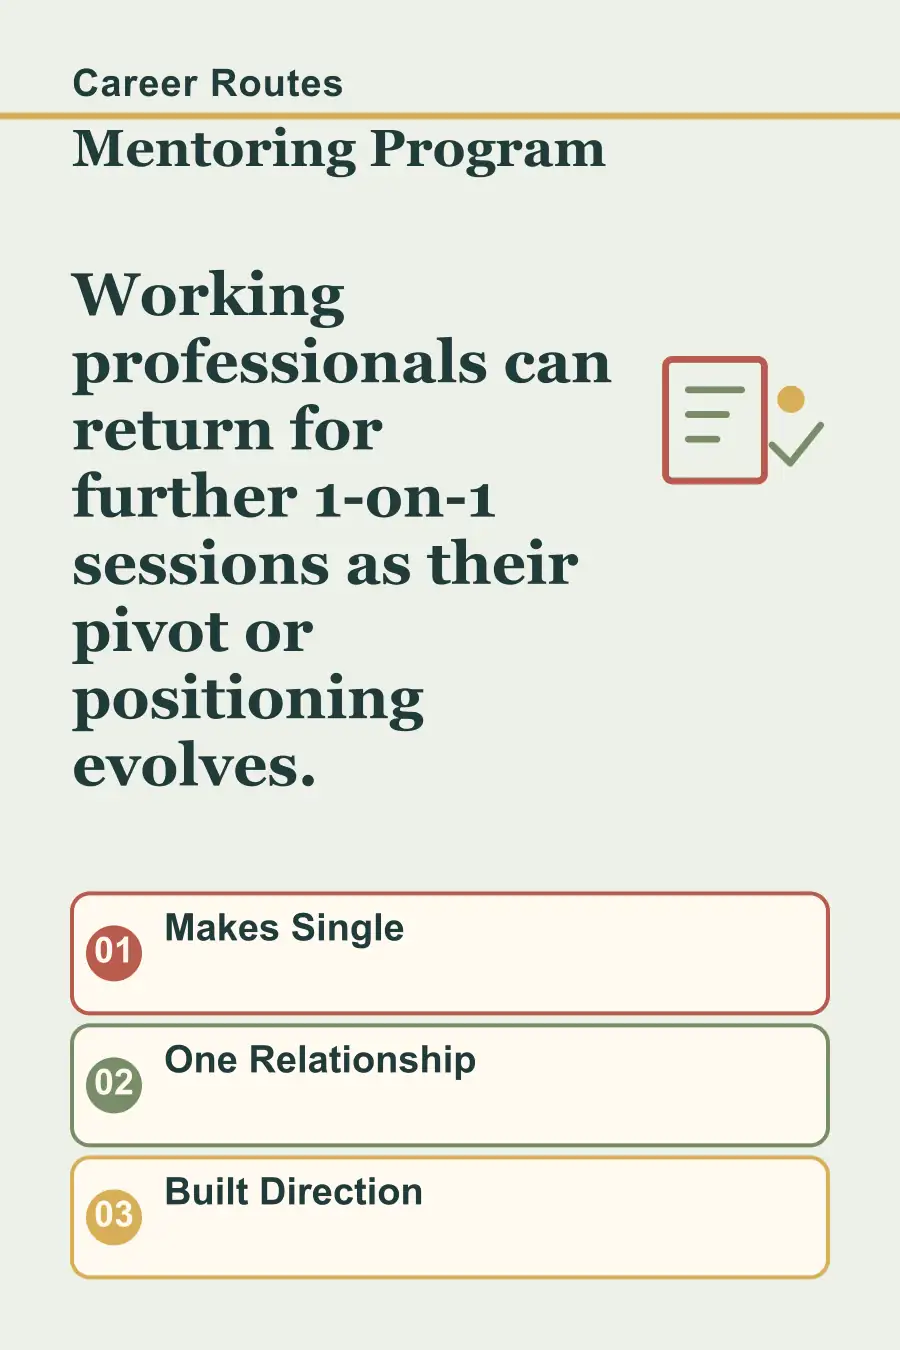 Career Routes
Mentoring Program
Working
professionals can
return for
further 1-on-1
sessions as their
pivot or
positioning
evolves.
01 Makes Single
02 One Relationship
03 Built Direction